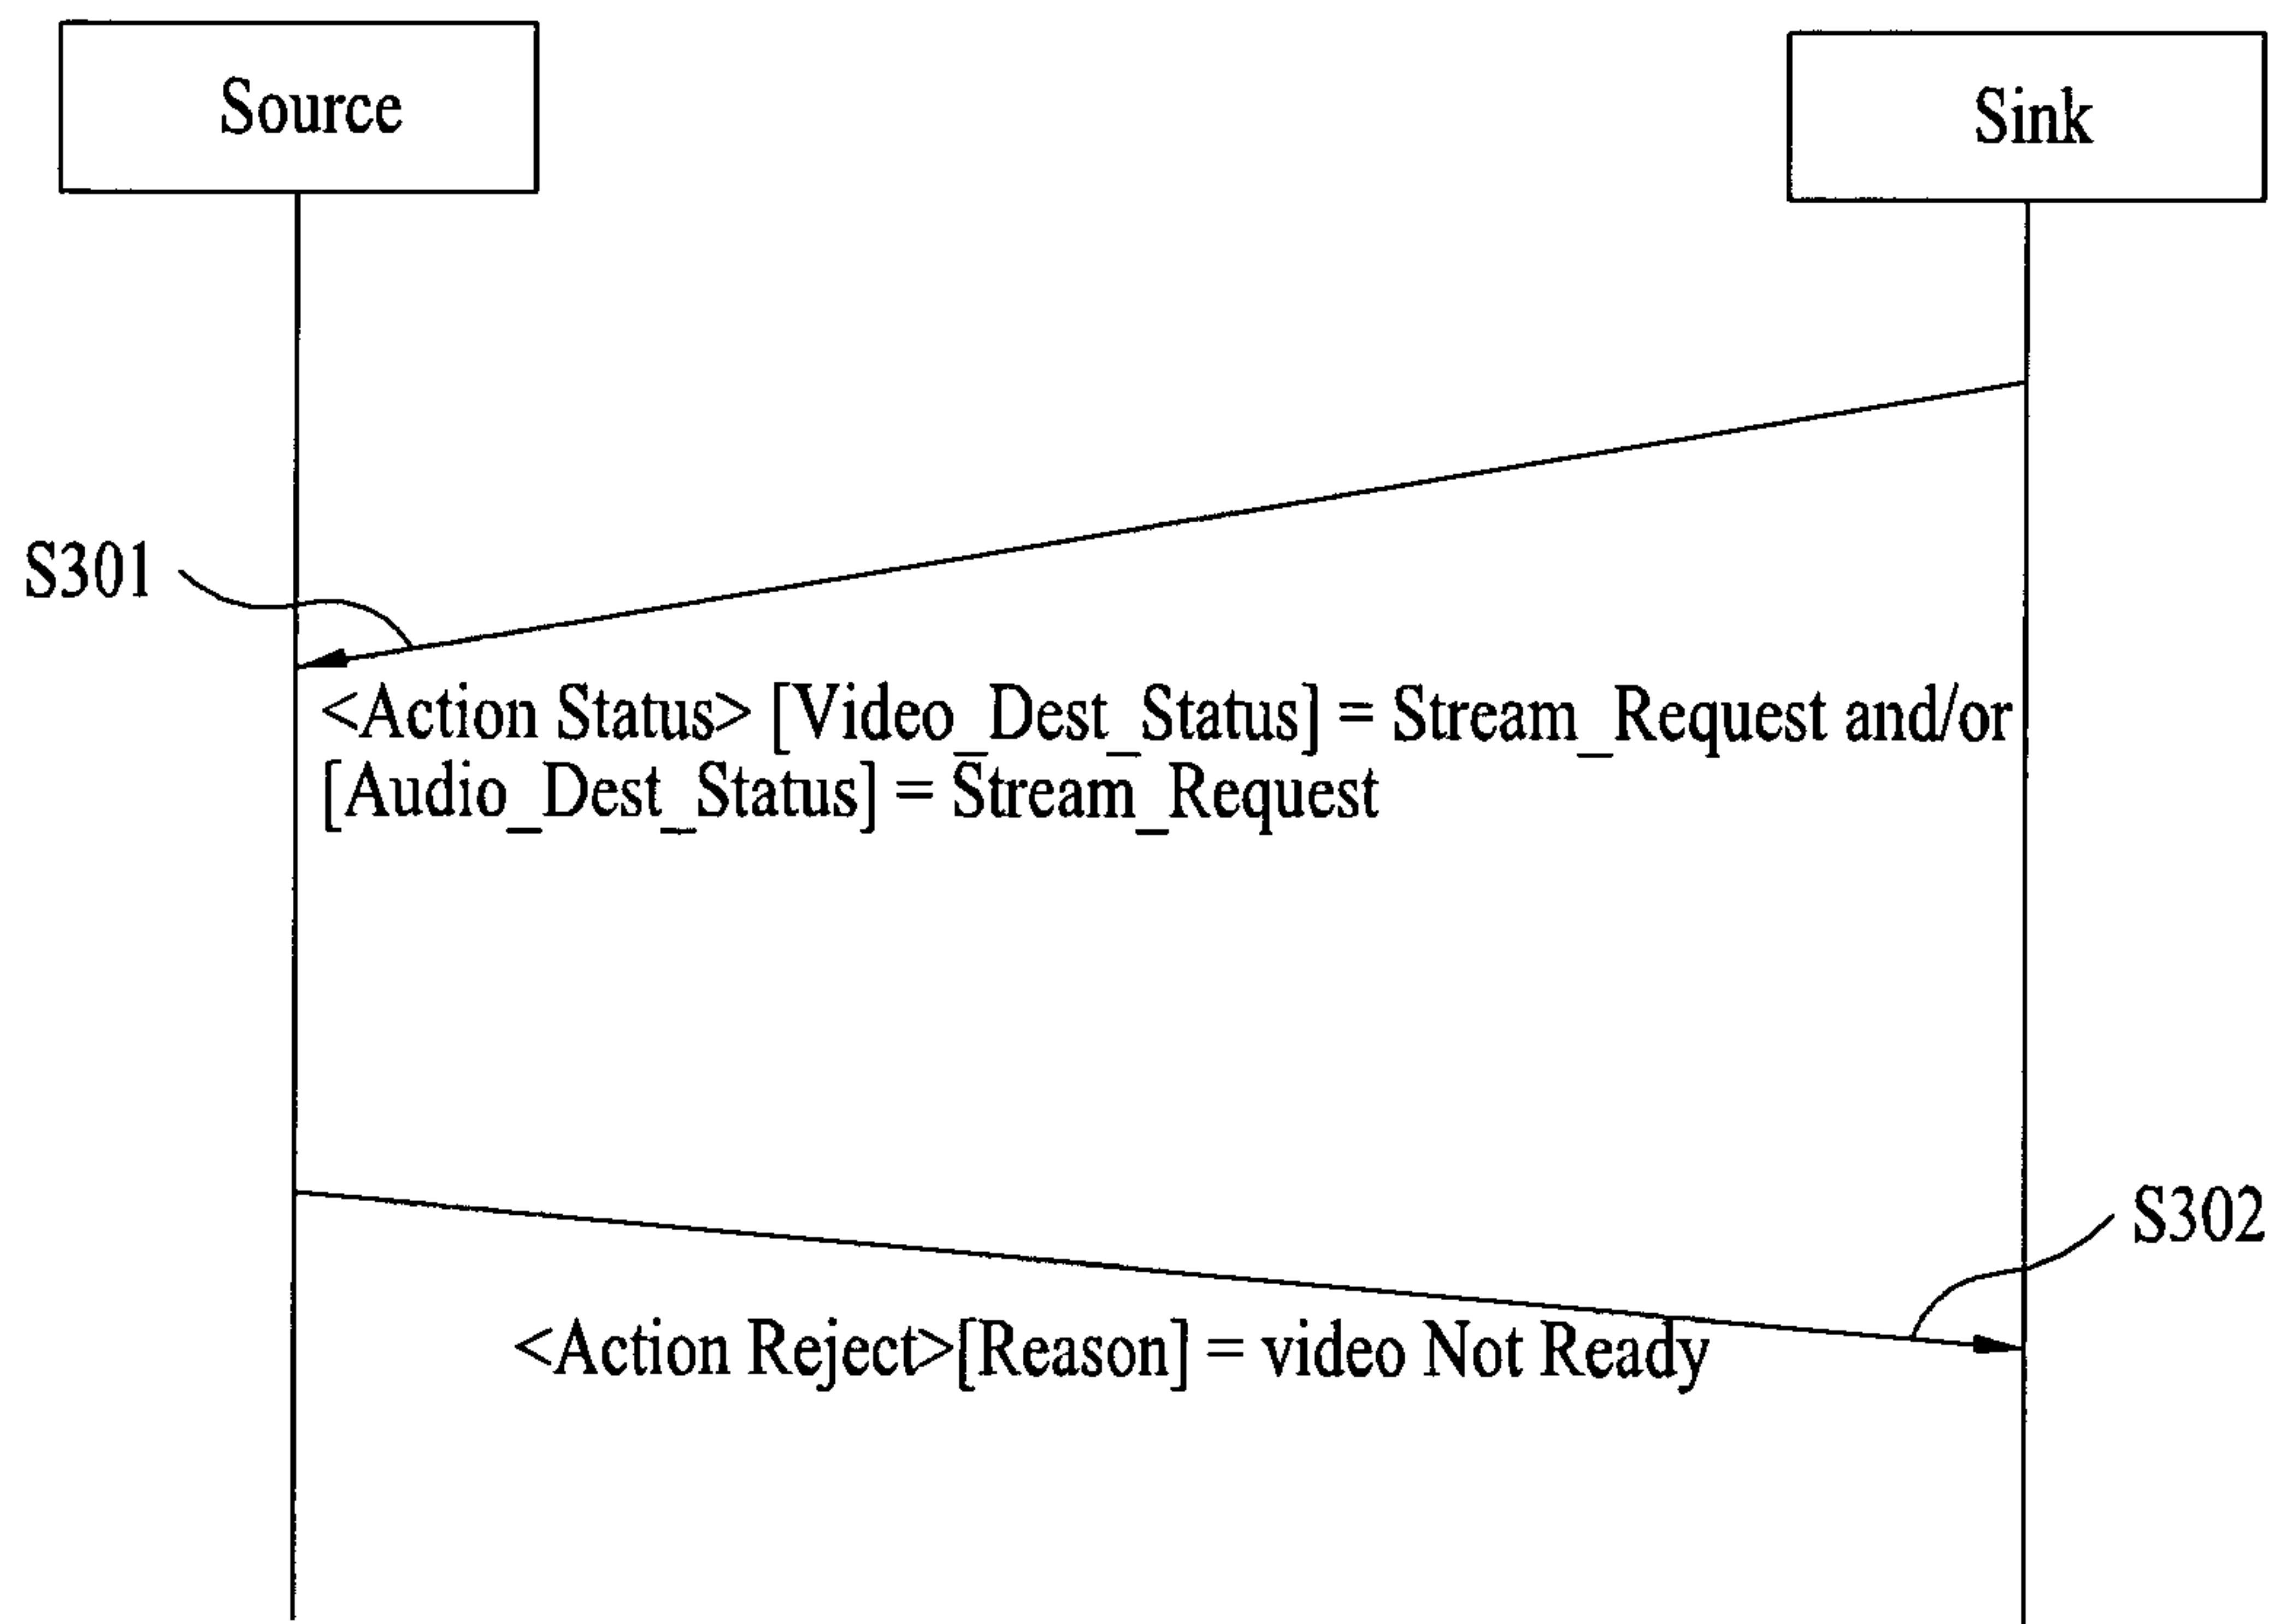 Source
Sink
S301
<Action Status> [Video_Dest_Status] = Stream_Request and/or
[Audio_Dest_Status] = Stream_Request
S302
<Action Reject>[Reason] = video Not Ready